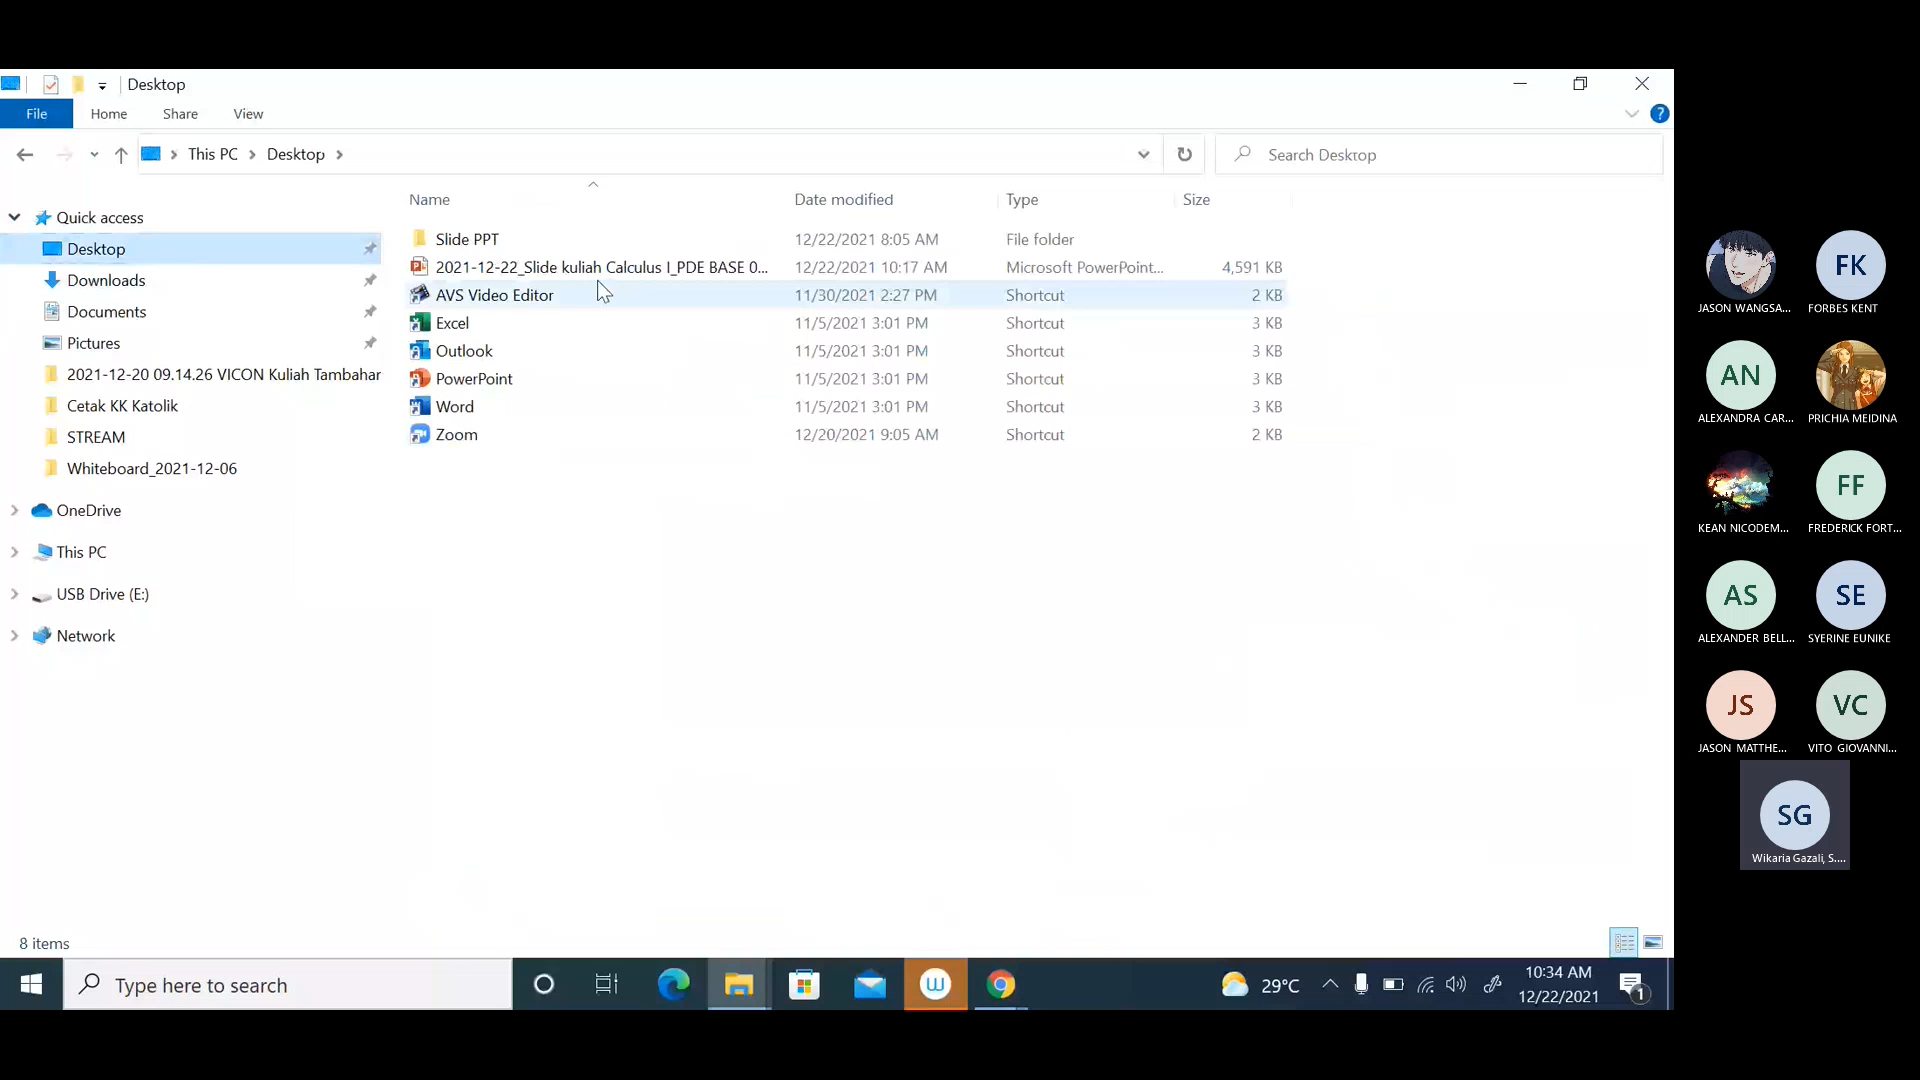 Desktop
File Home Share View
This PC Desktop Search Desktop
Name Date modified Type Size
Quick access
Desktop
Downloads
Documents
Pictures
2021-12-20 09.14.26 VICON Kuliah Tambahar
Cetak KK Katolik
STREAM
Whiteboard_2021-12-06
OneDrive
This PC
USB Drive (E:)
Network
Slide PPT 12/22/2021 8:05 AM File folder
2021-12-22_Slide kuliah Calculus I_PDE BASE 0... 12/22/2021 10:17 AM Microsoft PowerPoint... 4,591 KB
AVS Video Editor 11/30/2021 2:27 PM Shortcut 2 KB
Excel 11/5/2021 3:01 PM Shortcut 3 KB
Outlook 11/5/2021 3:01 PM Shortcut 3 KB
PowerPoint 11/5/2021 3:01 PM Shortcut 3 KB
Word 11/5/2021 3:01 PM Shortcut 3 KB
Zoom 12/20/2021 9:05 AM Shortcut 2 KB
8 items
Type here to search
29°C
10:34 AM
12/22/2021
1
FK
JASON WANGSA... FORBES KENT
AN
ALEXANDRA CAR... PRICHIA MEIDINA
FF
KEAN NICODEM... FREDERICK FORT...
AS SE
ALEXANDER BELL... SYERINE EUNIKE
JS VC
JASON MATTHE... VITO GIOVANNI...
SG
Wikaria Gazali, S....